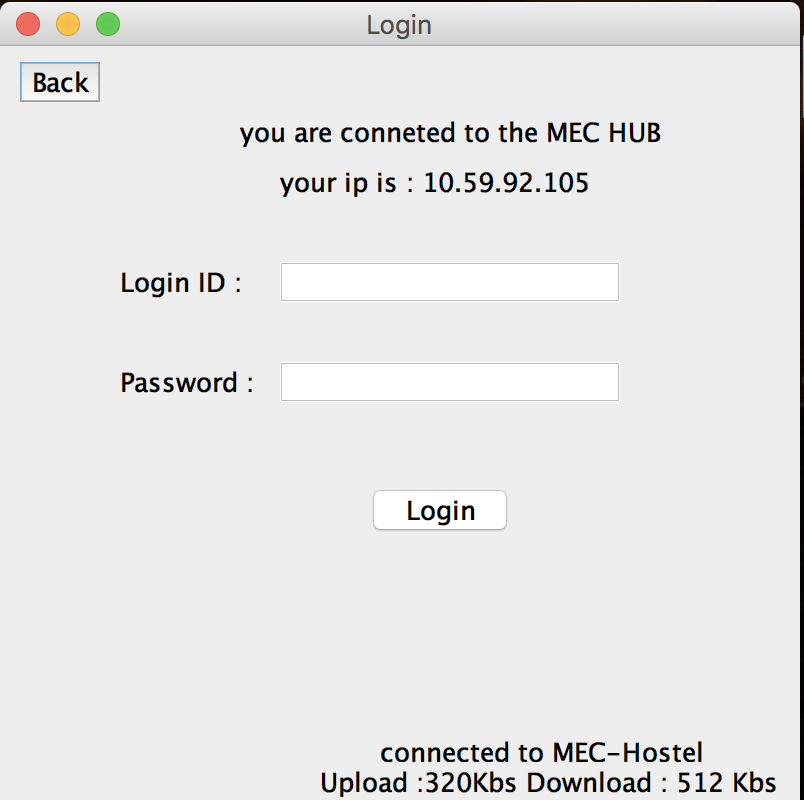 Login
Back
you are conneted to the MEC HUB
your ip is : 10.59.92.105
Login ID :
Password :
Login
connected to MEC-Hostel
Upload :320Kbs Download : 512 Kbs